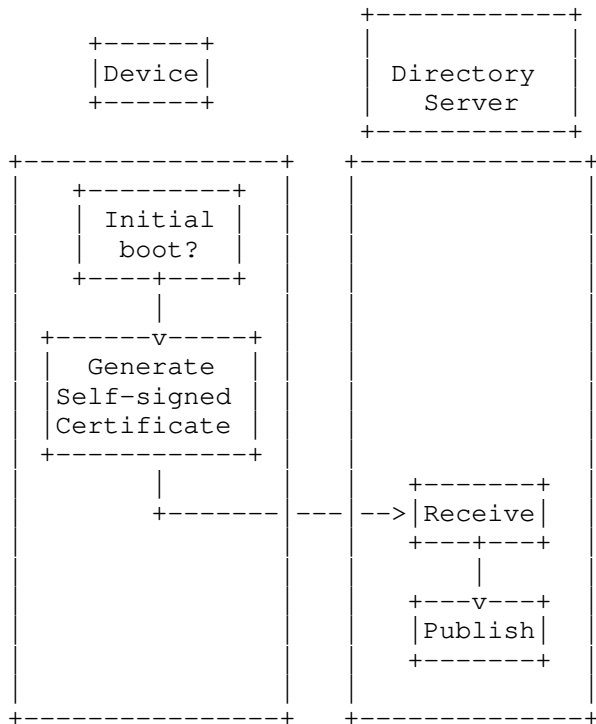 Device
Directory
Server
Initial
boot?
Generate
Self-signed
Certificate
Receive
Publish